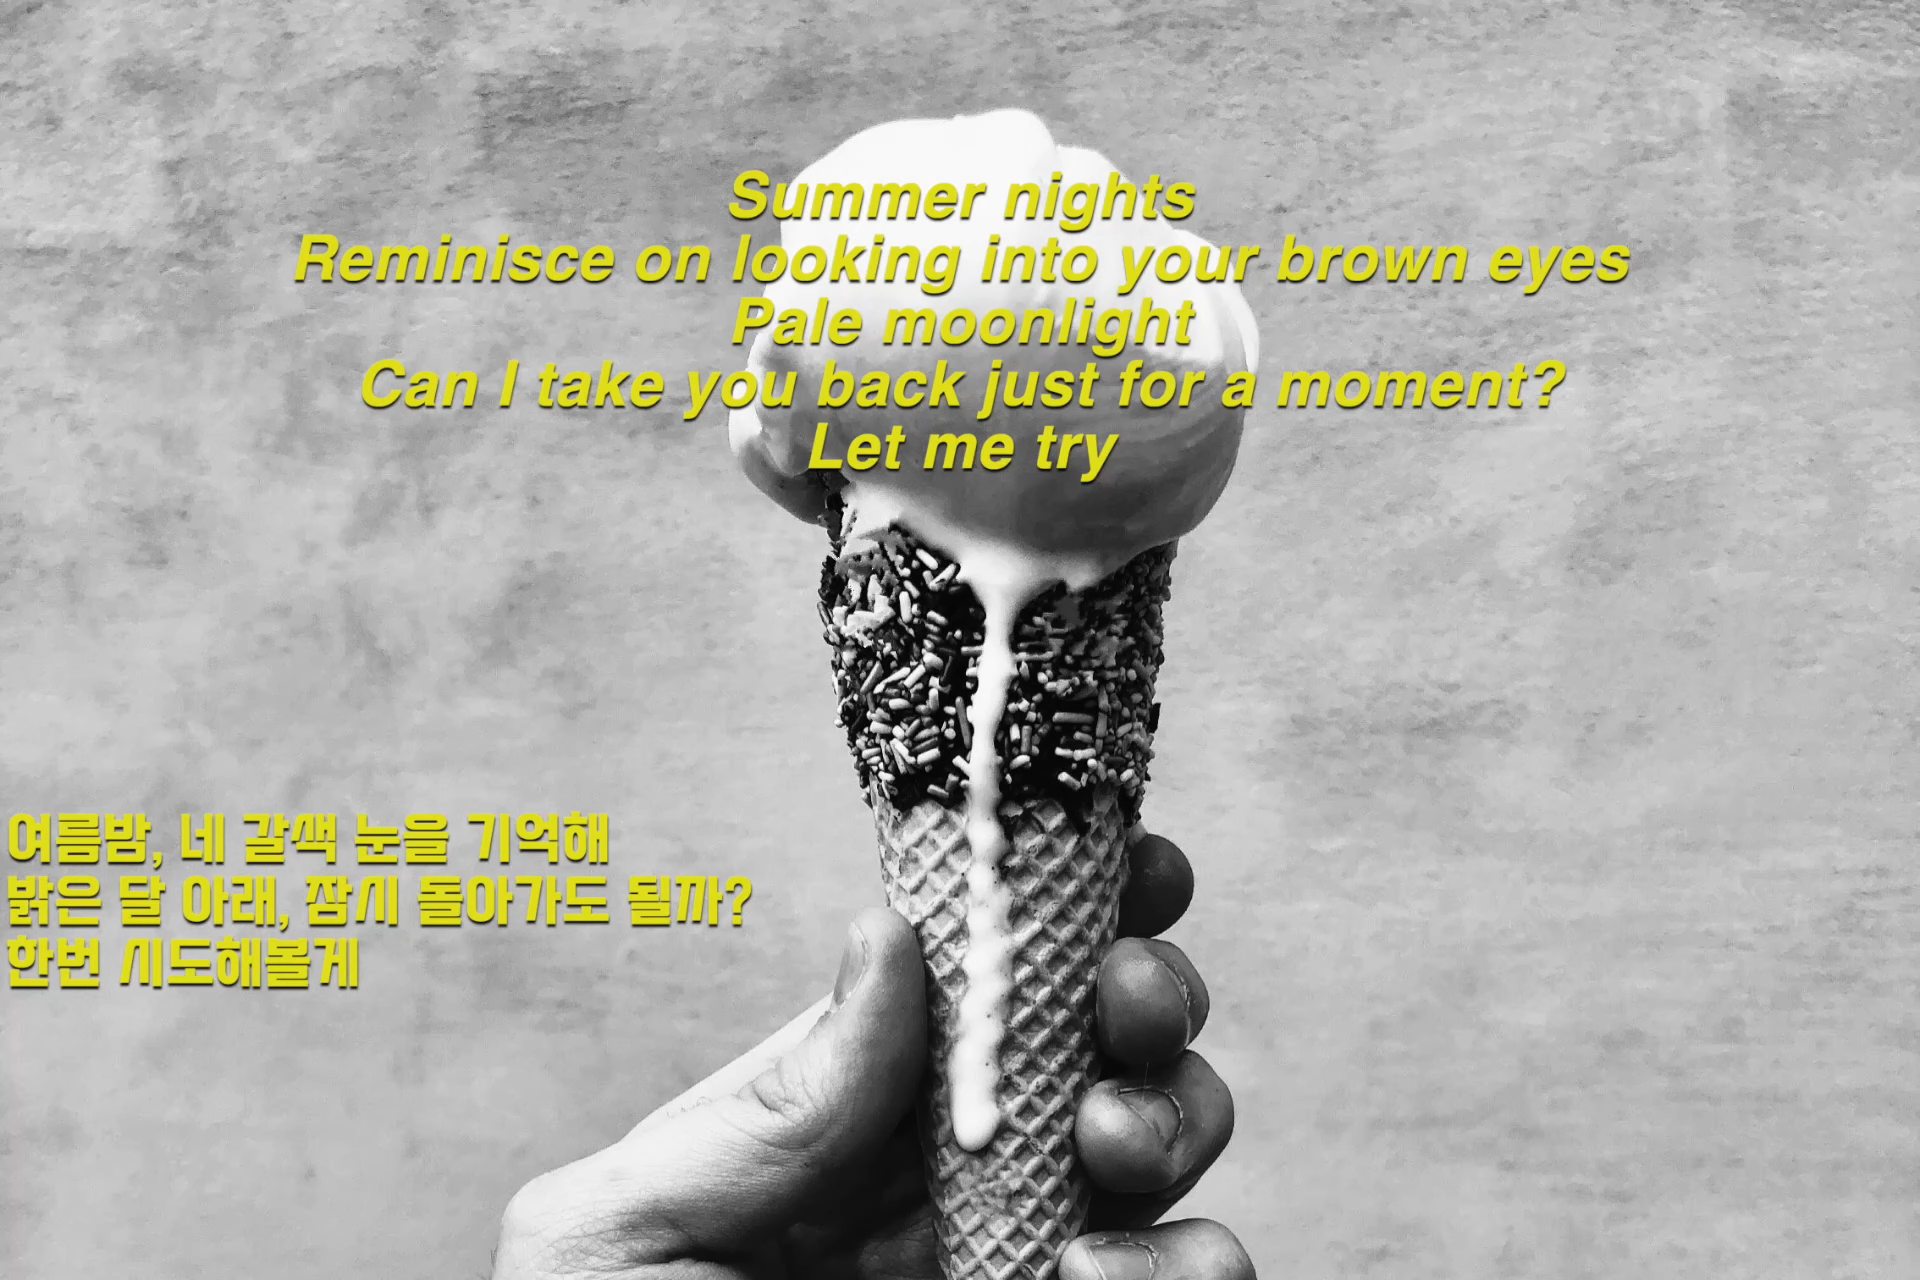 Summer nights
Reminisce on looking into your brown eyes
Pale moonlight
Can I take you back just for a moment?
Let me try
여름밤, 네 갈색 눈을 기억해
밝은 달 아래, 잠시 돌아가도 될까?
한번 시도해볼게